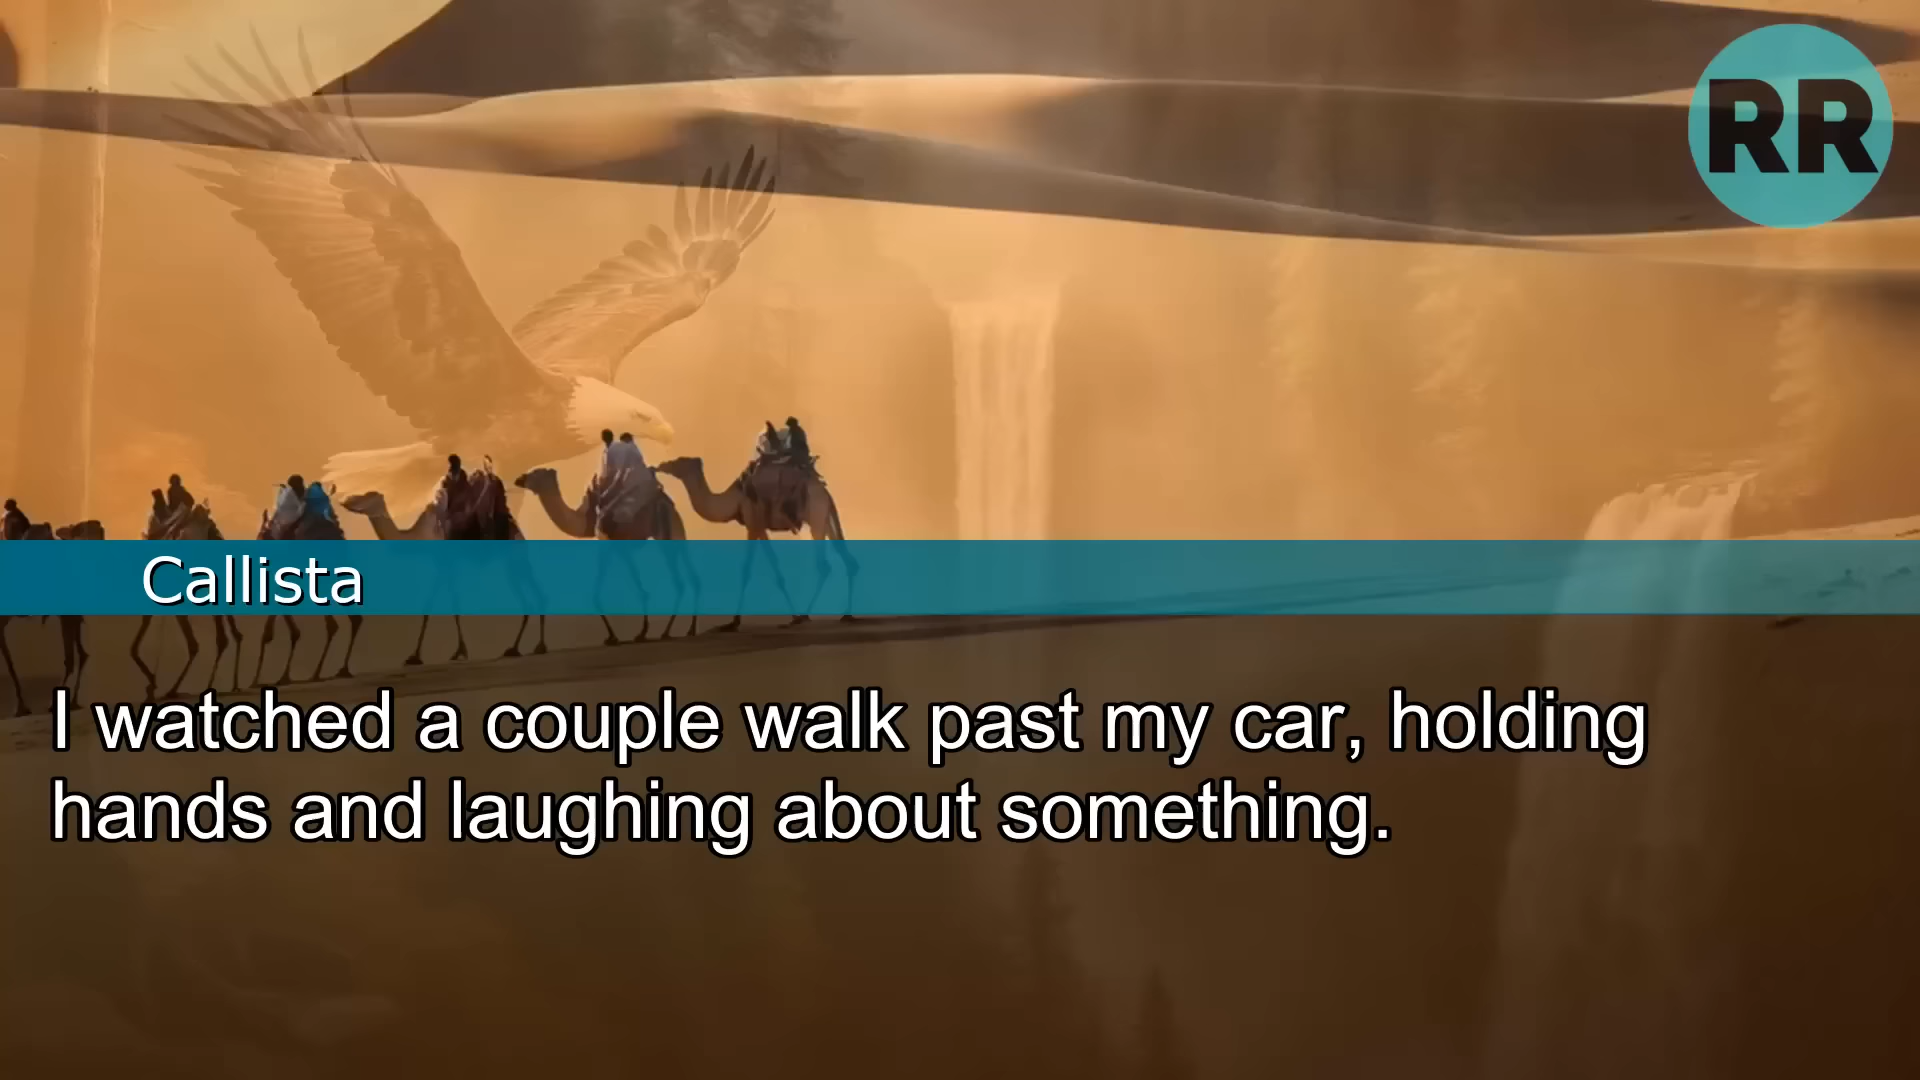 RR
Callista
I watched a couple walk past my car, holding
hands and laughing about something.